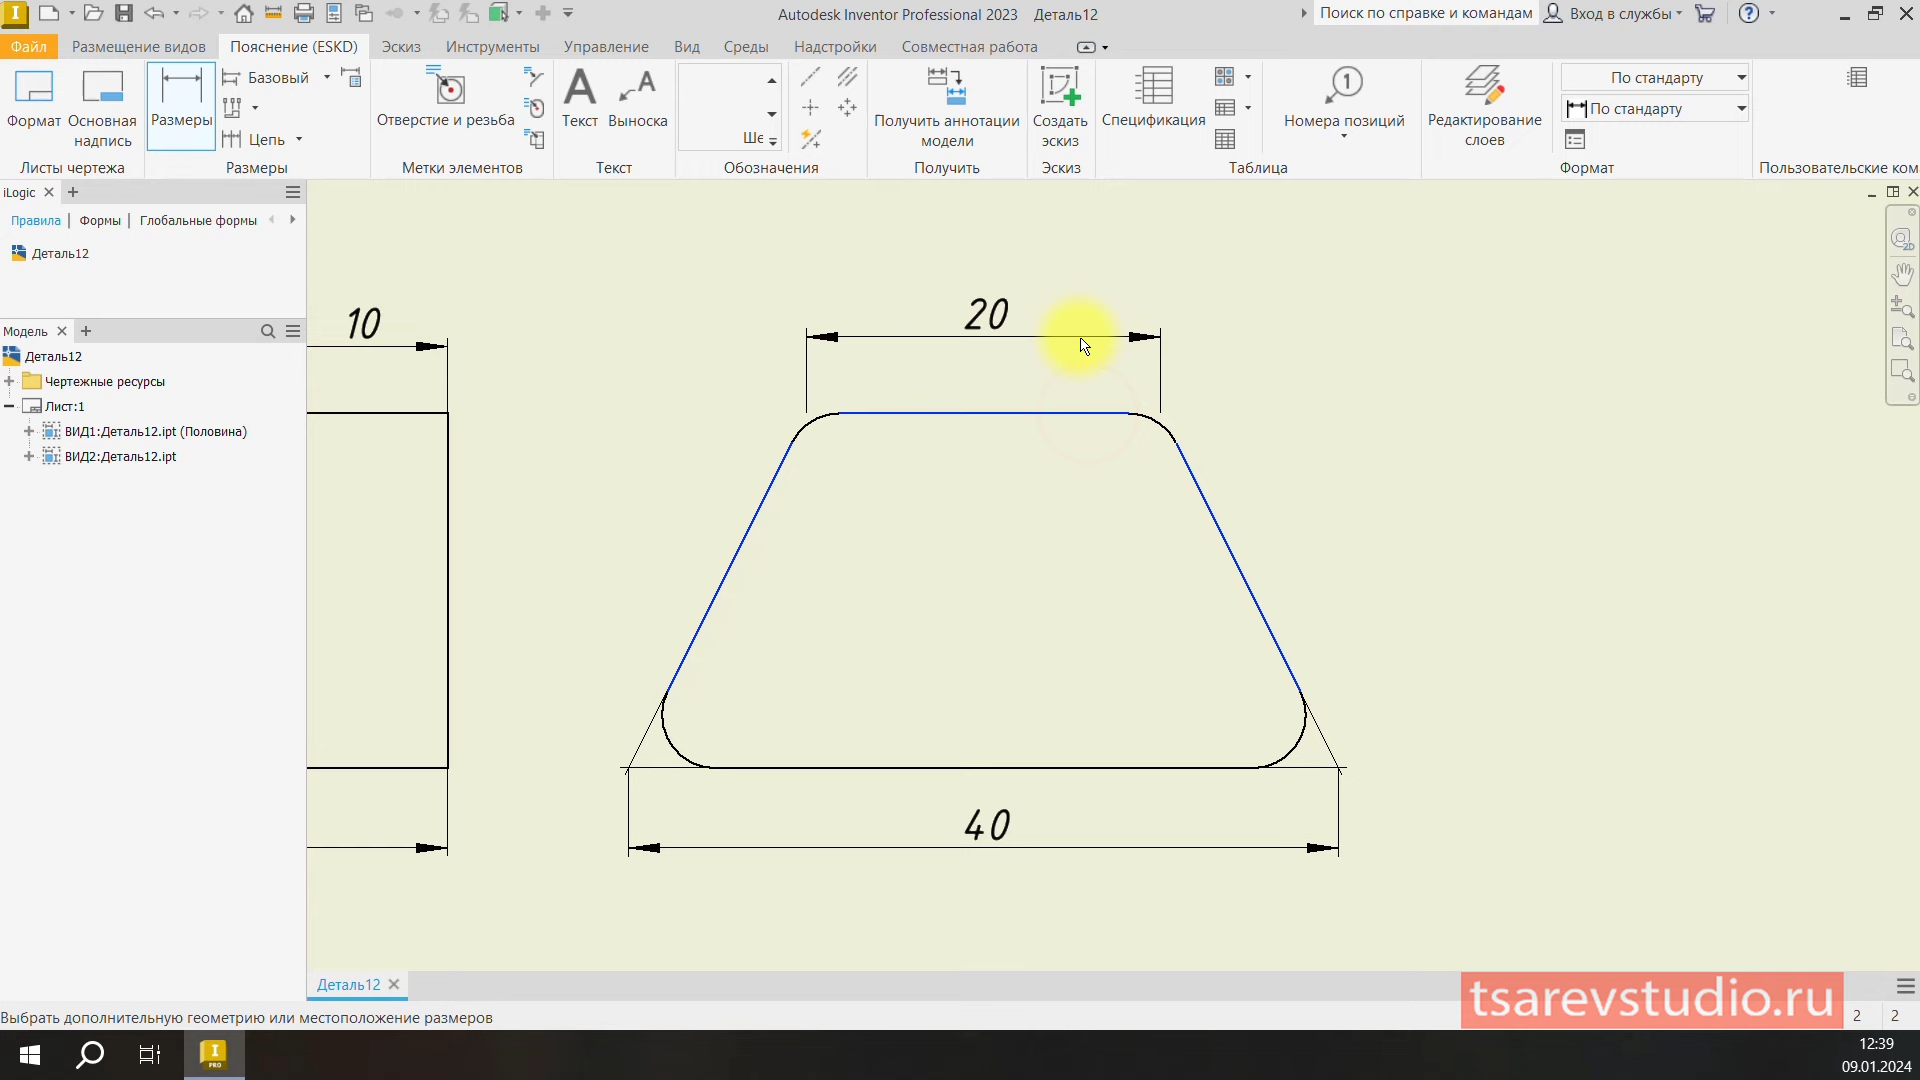 Autodesk Inventor Professional 2023 Деталь12
Поиск по справке и командам
Вход в службы
Файл
Размещение видов
Пояснение (ESKD)
Эскиз
Инструменты
Управление
Вид
Среды
Надстройки
Совместная работа
Формат
Основная надпись
Размеры
Базовый
Цепь
Отверстие и резьба
Текст
Выноска
Ше
Получить аннотации модели
Создать эскиз
Спецификация
Номера позиций
Редактирование слоев
По стандарту
По стандарту
Листы чертежа
Размеры
Метки элементов
Текст
Обозначения
Получить
Эскиз
Таблица
Формат
Пользовательские ком
iLogic
Правила | Формы | Глобальные формы
Деталь12
Модель
Деталь12
Чертежные ресурсы
Лист:1
ВИД1:Деталь12.ipt (Половина)
ВИД2:Деталь12.ipt
10
20
40
Деталь12
tsarevstudio.ru
Выбрать дополнительную геометрию или местоположение размеров
2 2
12:39
09.01.2024